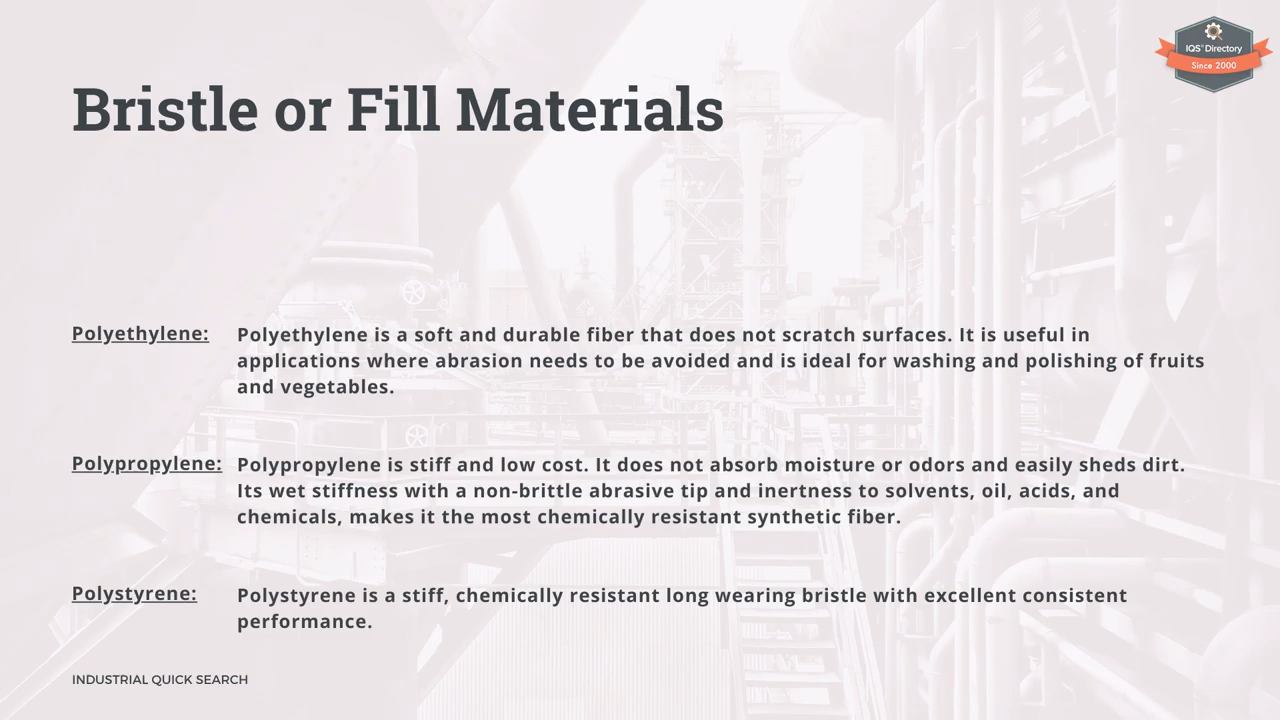 IQS® Directory
Since 2000
Bristle or Fill Materials
Polyethylene:
Polyethylene is a soft and durable fiber that does not scratch surfaces. It is useful in
applications where abrasion needs to be avoided and is ideal for washing and polishing of fruits
and vegetables.
Polypropylene:
Polypropylene is stiff and low cost. It does not absorb moisture or odors and easily sheds dirt.
Its wet stiffness with a non-brittle abrasive tip and inertness to solvents, oil, acids, and
chemicals, makes it the most chemically resistant synthetic fiber.
Polystyrene:
Polystyrene is a stiff, chemically resistant long wearing bristle with excellent consistent
performance.
INDUSTRIAL QUICK SEARCH